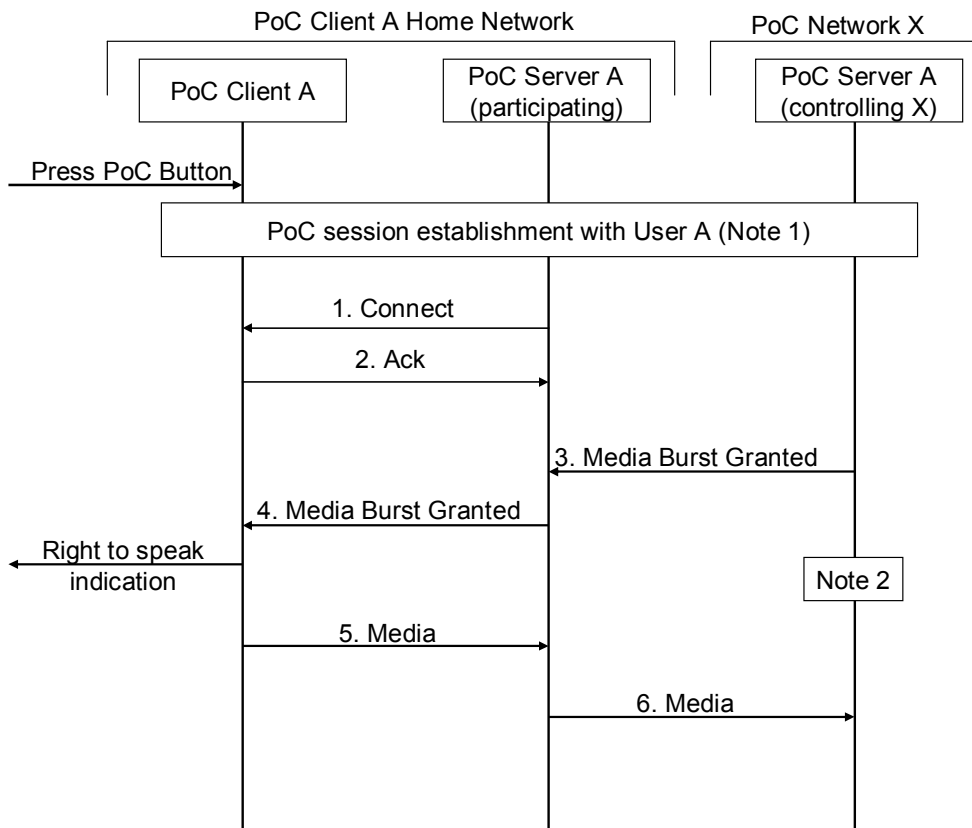 PoC Client A Home Network
PoC Network X
PoC Client A
PoC Server A
(participating)
PoC Server A
(controlling X)
Press PoC Button
PoC session establishment with User A (Note 1)
1. Connect
2. Ack
3. Media Burst Granted
4. Media Burst Granted
Right to speak
indication
Note 2
5. Media
6. Media